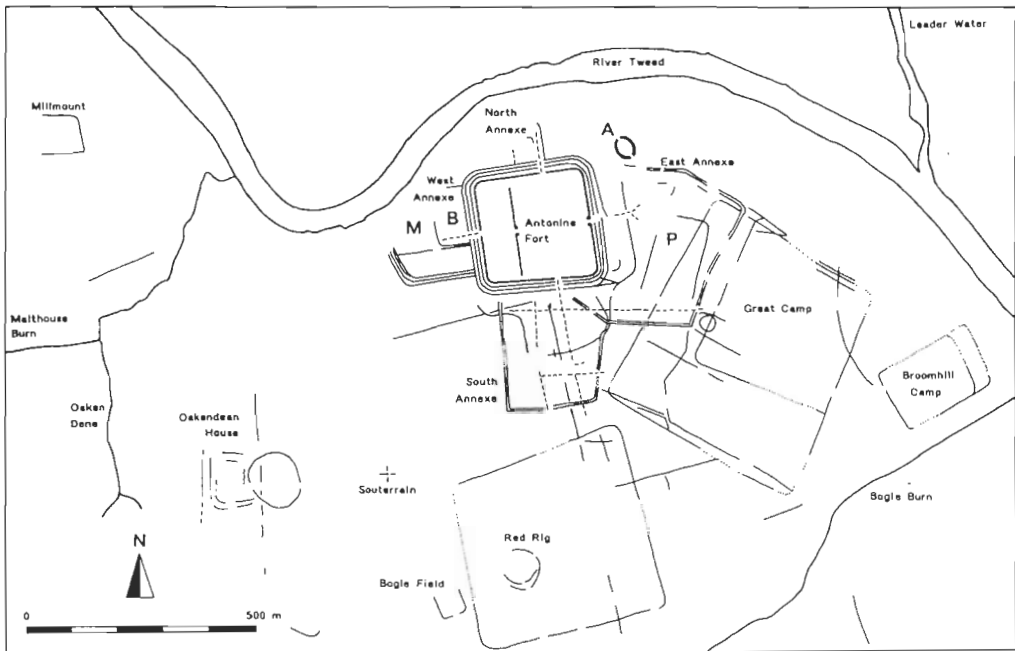 Leader Water
River Tweed
Millmount
North
Annexe
A
East Annexe
West
Annexe
M
B
Antonine
Fort
P
Great Camp
Malthouse
Burn
Broomhill
Camp
South
Annexe
Oaken
Dene
Oakendean
House
Souterrain
Bogle Burn
N
Red Rig
Bogle Field
0
500 m